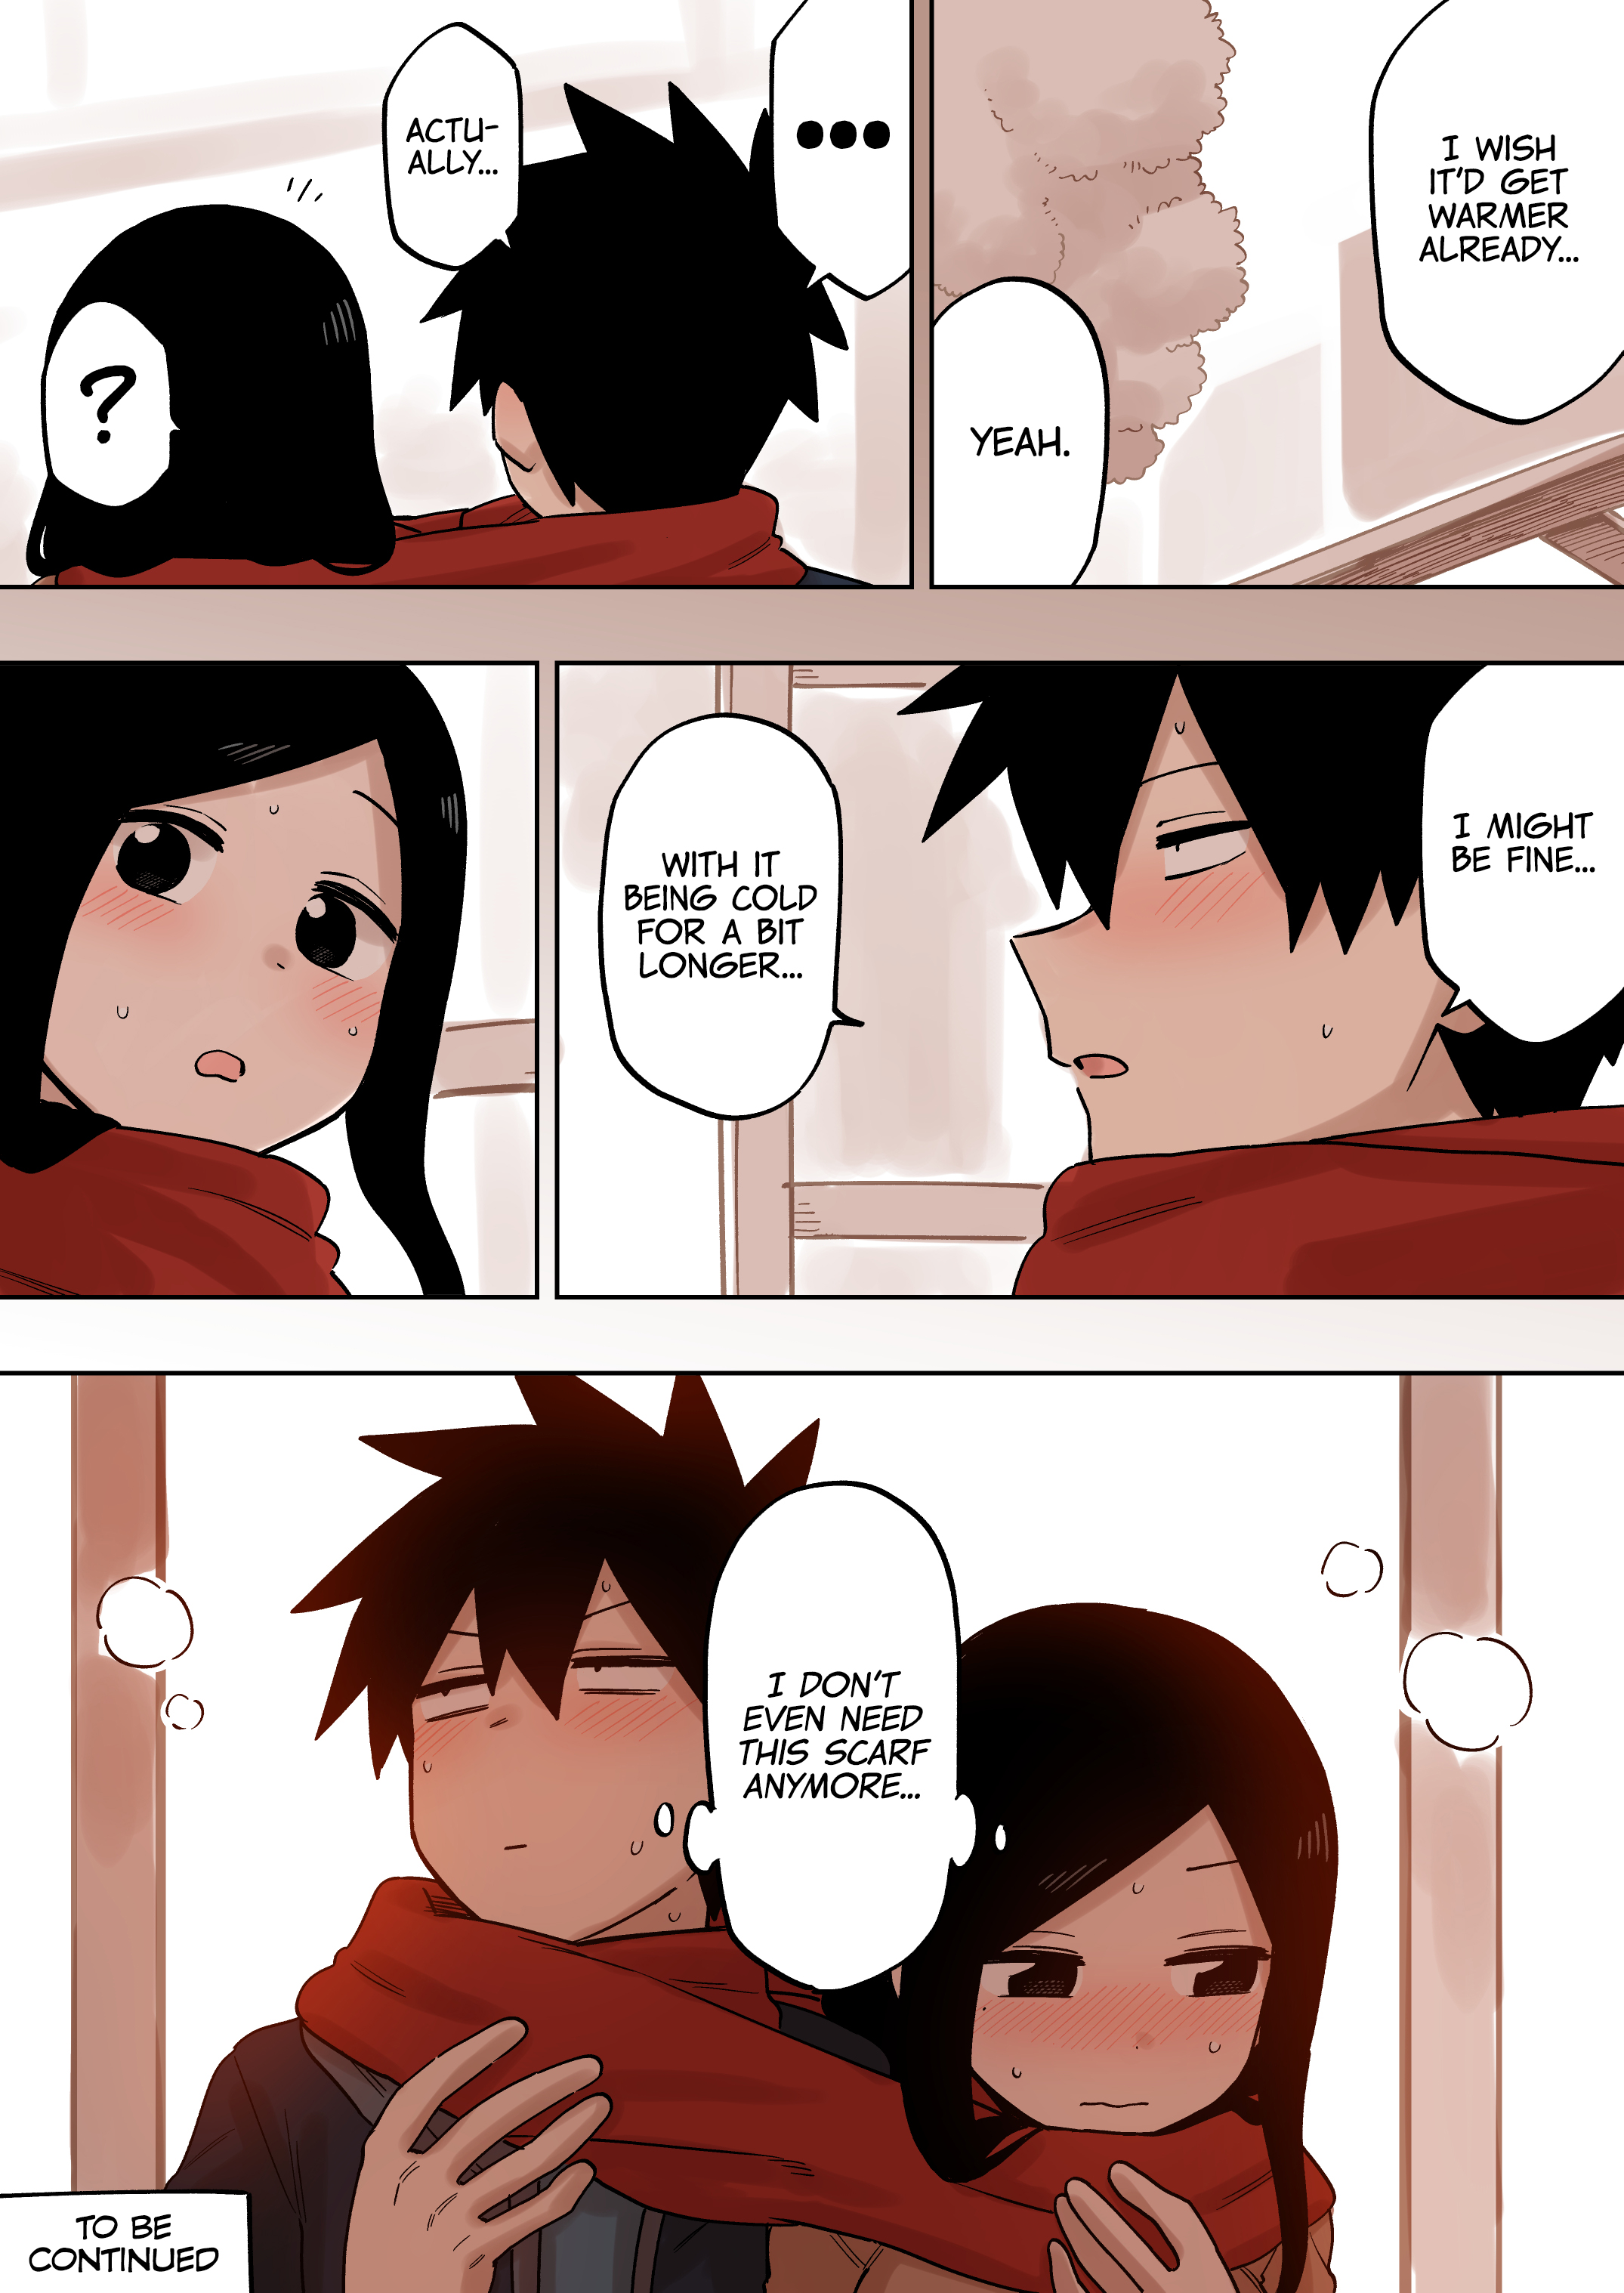 I WISH
IT'D GET
WARMER
ALREADY...
YEAH.
...
ACTU-
ALLY...
?
I MIGHT
BE FINE...
WITH IT
BEING COLD
FOR A BIT
LONGER...
I DON'T
EVEN NEED
THIS SCARF
ANYMORE...
TO BE
CONTINUED